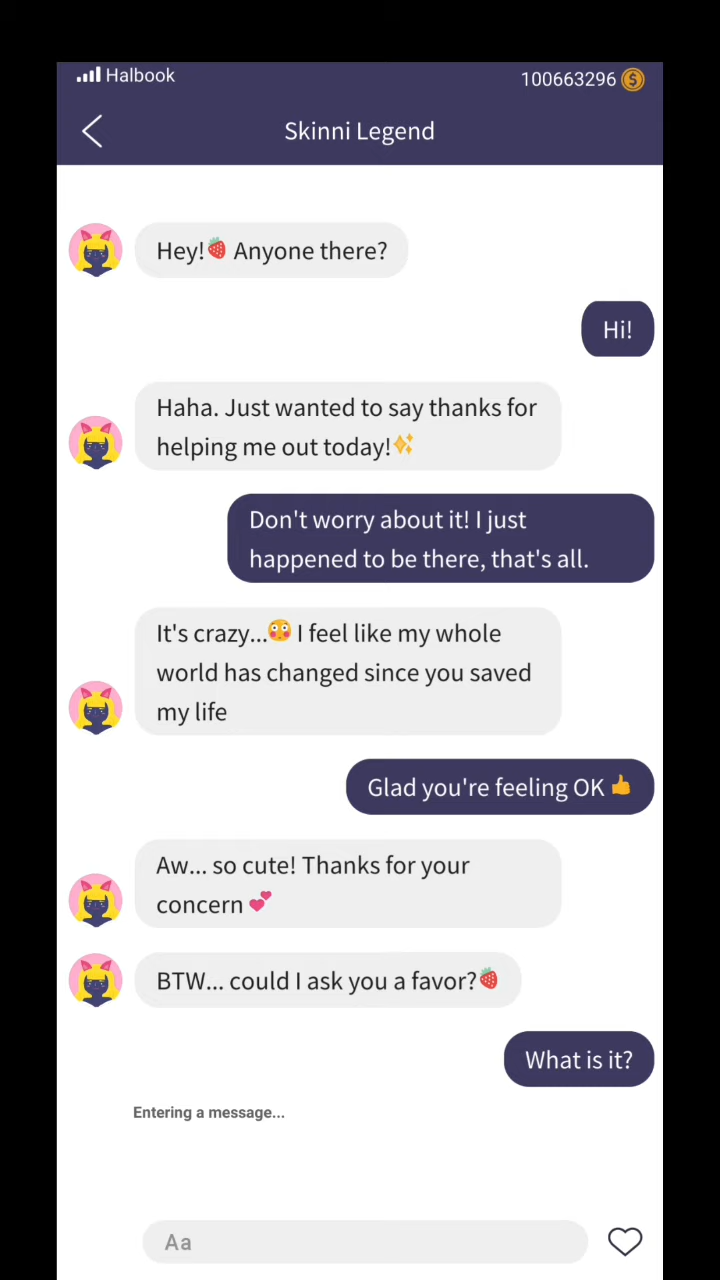 Halbook
100663296
Skinni Legend
Hey!🍓 Anyone there?
Hi!
Haha. Just wanted to say thanks for
helping me out today!✨
Don't worry about it! I just
happened to be there, that's all.
It's crazy...😳 I feel like my whole
world has changed since you saved
my life
Glad you're feeling OK 👍
Aw... so cute! Thanks for your
concern 💕
BTW... could I ask you a favor?🍓
What is it?
Entering a message...
Aa